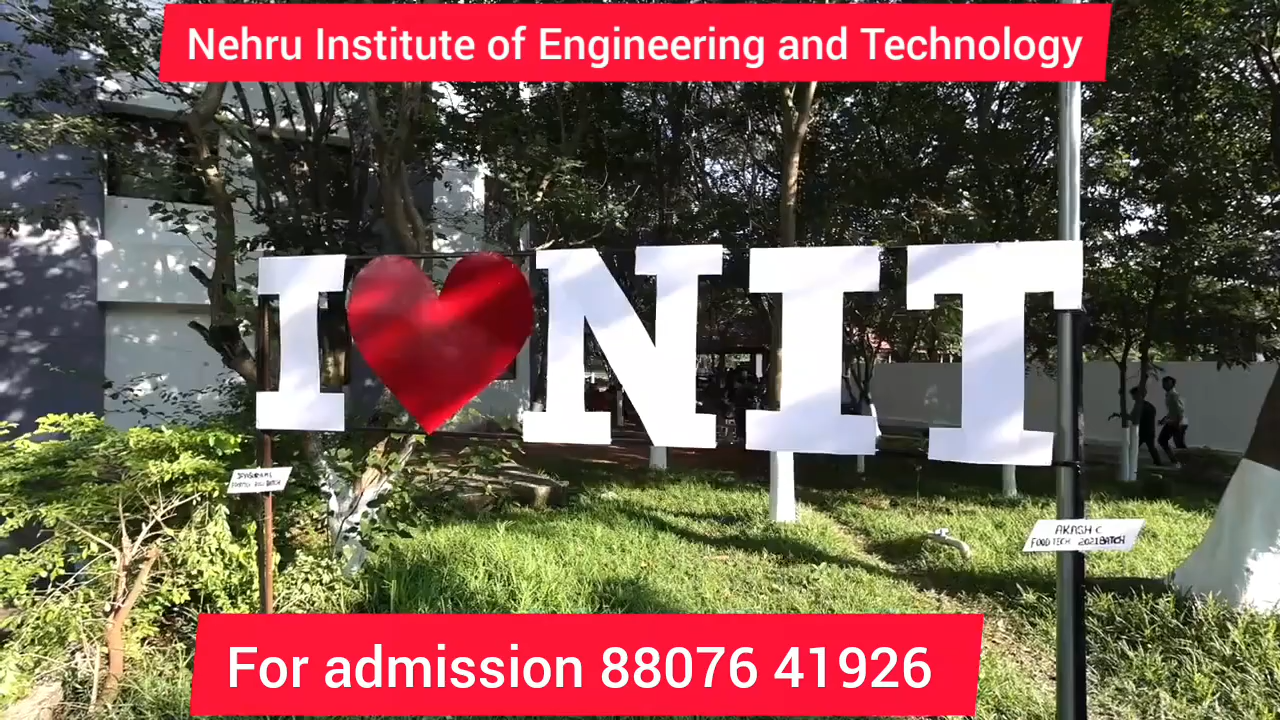 Nehru Institute of Engineering and Technology
I NIT
AKASH C
FOOD TECH 2021 BATCH
For admission 88076 41926